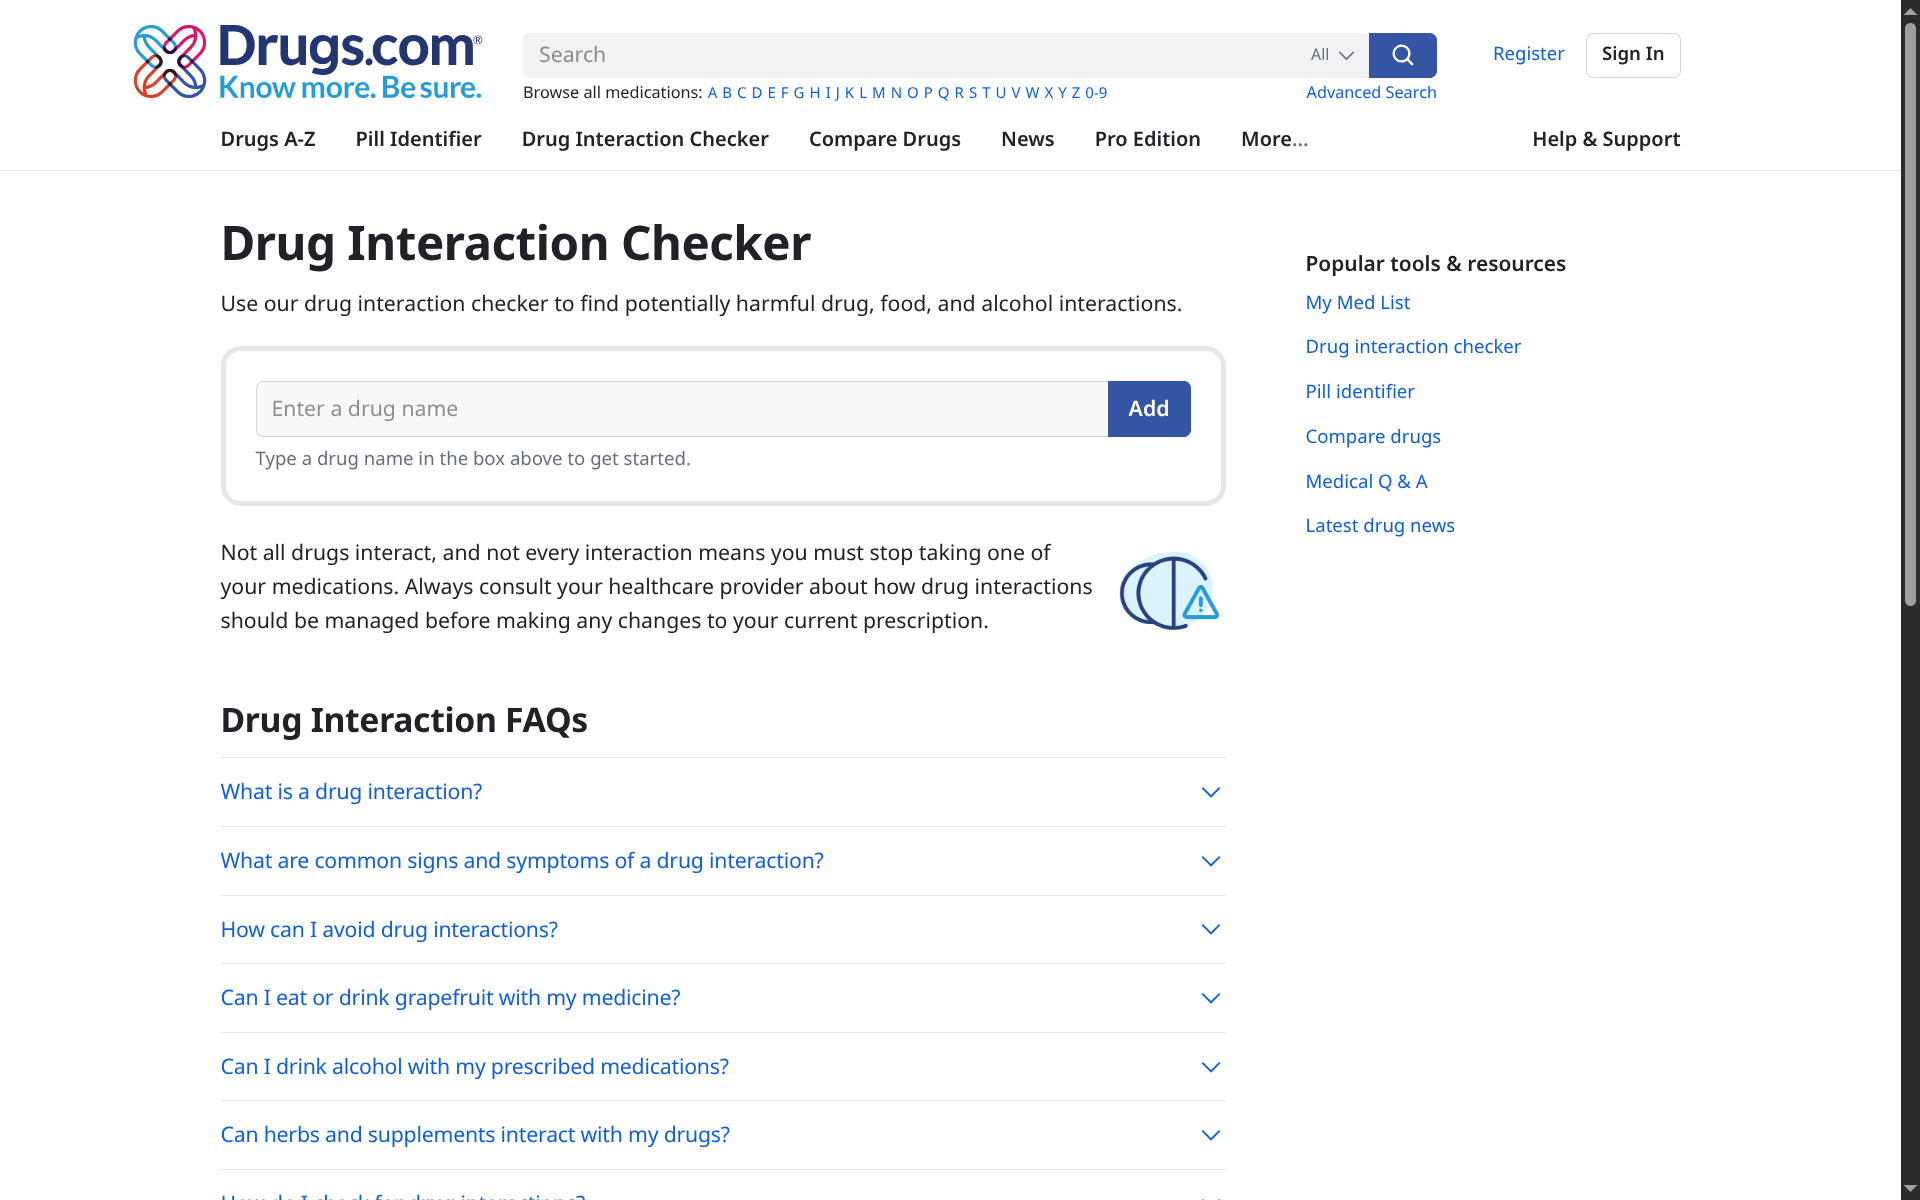 Drugs.com®
Know more. Be sure.
Search
All
Register
Sign In
Browse all medications: A B C D E F G H I J K L M N O P Q R S T U V W X Y Z 0-9
Advanced Search
Drugs A-Z
Pill Identifier
Drug Interaction Checker
Compare Drugs
News
Pro Edition
More...
Help & Support
Drug Interaction Checker
Use our drug interaction checker to find potentially harmful drug, food, and alcohol interactions.
Enter a drug name
Add
Type a drug name in the box above to get started.
Not all drugs interact, and not every interaction means you must stop taking one of
your medications. Always consult your healthcare provider about how drug interactions
should be managed before making any changes to your current prescription.
Drug Interaction FAQs
What is a drug interaction?
What are common signs and symptoms of a drug interaction?
How can I avoid drug interactions?
Can I eat or drink grapefruit with my medicine?
Can I drink alcohol with my prescribed medications?
Can herbs and supplements interact with my drugs?
How do I check for drug interactions?
Popular tools & resources
My Med List
Drug interaction checker
Pill identifier
Compare drugs
Medical Q & A
Latest drug news